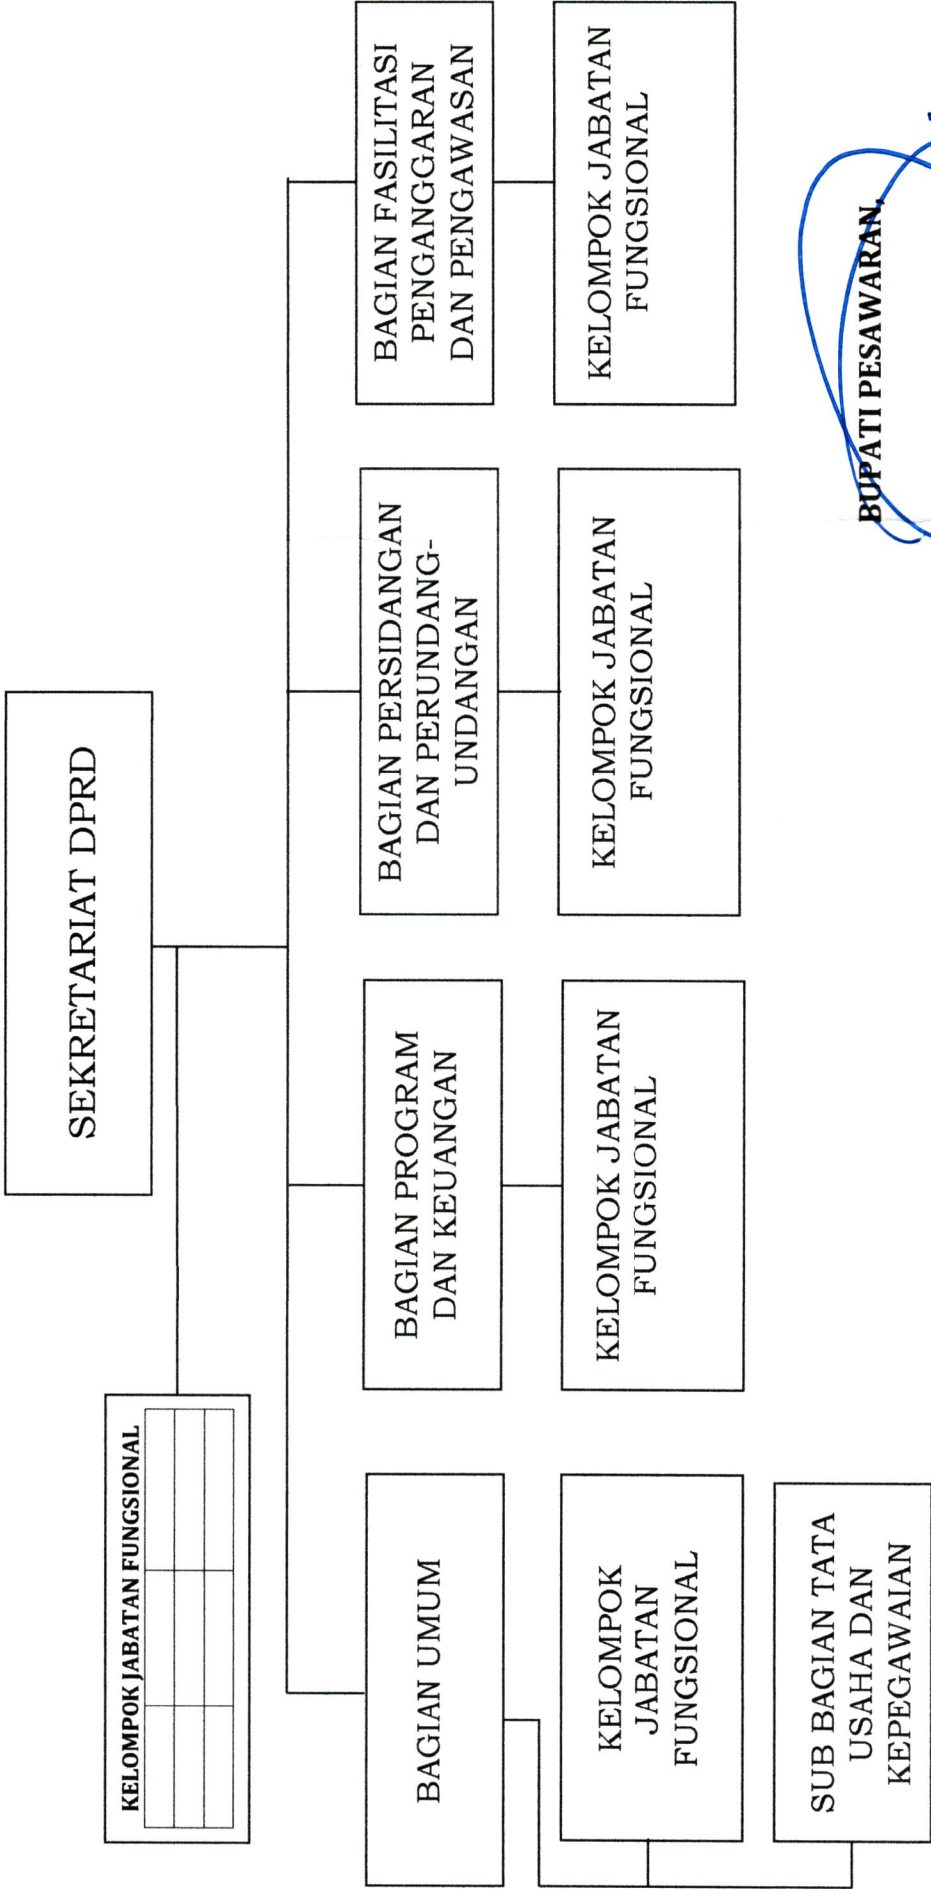 SEKRETARIAT DPRD
KELOMPOK JABATAN FUNGSIONAL
BAGIAN UMUM
BAGIAN PROGRAM
DAN KEUANGAN
BAGIAN PERSIDANGAN
DAN PERUNDANG-
UNDANGAN
BAGIAN FASILITASI
PENGANGGARAN
DAN PENGAWASAN
KELOMPOK
JABATAN
FUNGSIONAL
KELOMPOK JABATAN
FUNGSIONAL
KELOMPOK JABATAN
FUNGSIONAL
KELOMPOK JABATAN
FUNGSIONAL
SUB BAGIAN TATA
USAHA DAN
KEPEGAWAIAN
BUPATI PESAWARAN,